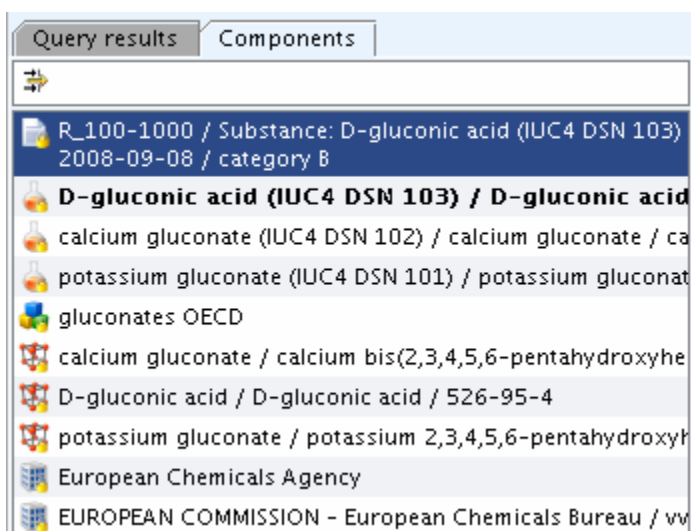 Query results
Components
R_100-1000 / Substance: D-gluconic acid (IUC4 DSN 103)
2008-09-08 / category B
D-gluconic acid (IUC4 DSN 103) / D-gluconic acid
calcium gluconate (IUC4 DSN 102) / calcium gluconate / ca
potassium gluconate (IUC4 DSN 101) / potassium gluconat
gluconates OECD
calcium gluconate / calcium bis(2,3,4,5,6-pentahydroxyhe
D-gluconic acid / D-gluconic acid / 526-95-4
potassium gluconate / potassium 2,3,4,5,6-pentahydroxyh
European Chemicals Agency
EUROPEAN COMMISSION - European Chemicals Bureau /